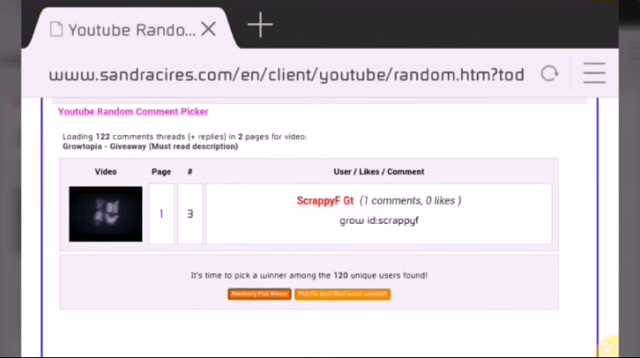 Youtube Rando...
www.sandracires.com/en/client/youtube/random.htm?tod
Youtube Random Comment Picker
Loading 122 comments threads (+ replies) in 2 pages for video:
Growtopia - Giveaway (Must read description)
Video Page # User / Likes / Comment
1 3 ScrappyF Gt (1 comments, 0 likes )
grow id:scrappyf
It's time to pick a winner among the 120 unique users found!
Randomly Pick Winner